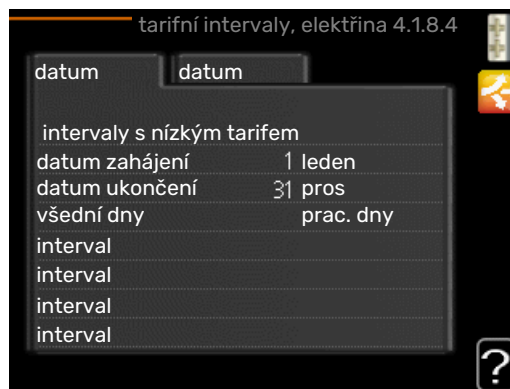 tarifní intervaly, elektřina 4.1.8.4
datum datum
intervaly s nízkým tarifem
datum zahájení 1 leden
datum ukončení 31 pros
všední dny prac. dny
interval
interval
interval
interval
?